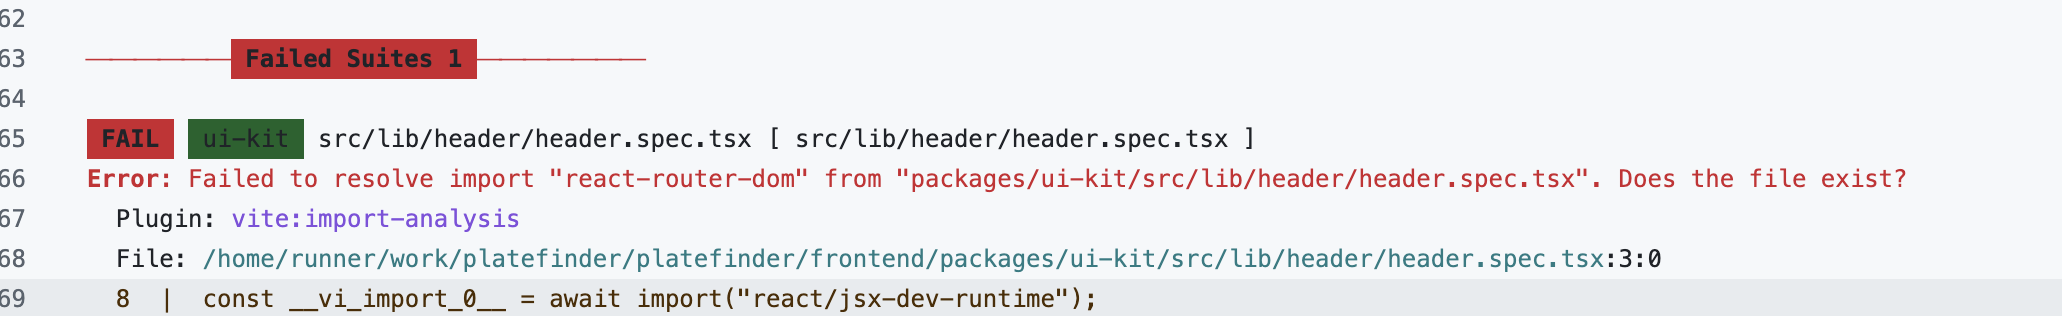 62
63 Failed Suites 1
64
65 FAIL ui-kit src/lib/header/header.spec.tsx [ src/lib/header/header.spec.tsx ]
66 Error: Failed to resolve import "react-router-dom" from "packages/ui-kit/src/lib/header/header.spec.tsx". Does the file exist?
67 Plugin: vite:import-analysis
68 File: /home/runner/work/platefinder/platefinder/frontend/packages/ui-kit/src/lib/header/header.spec.tsx:3:0
69 8 | const __vi_import_0__ = await import("react/jsx-dev-runtime");